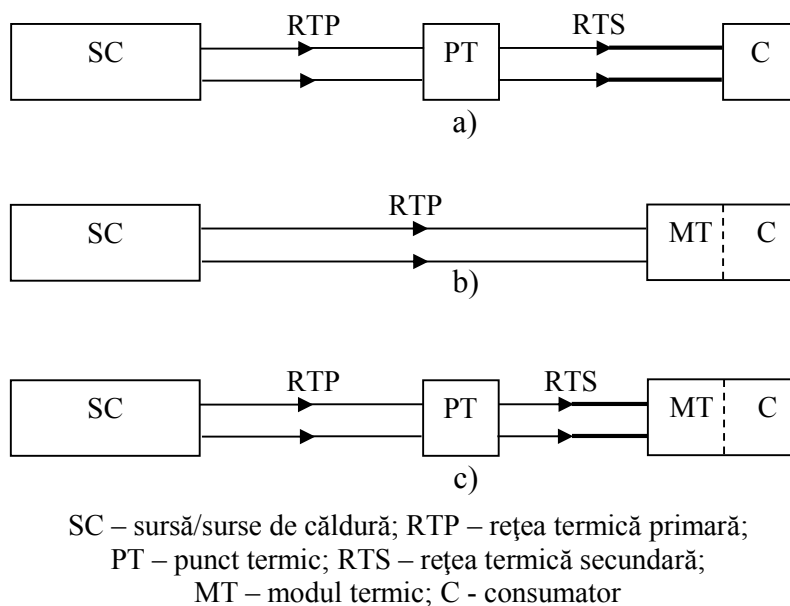 RTP RTS
SC PT C
a)
RTP
SC MT C
b)
RTP RTS
SC PT MT C
c)
SC – sursă/surse de căldură; RTP – reţea termică primară;
PT – punct termic; RTS – reţea termică secundară;
MT – modul termic; C - consumator